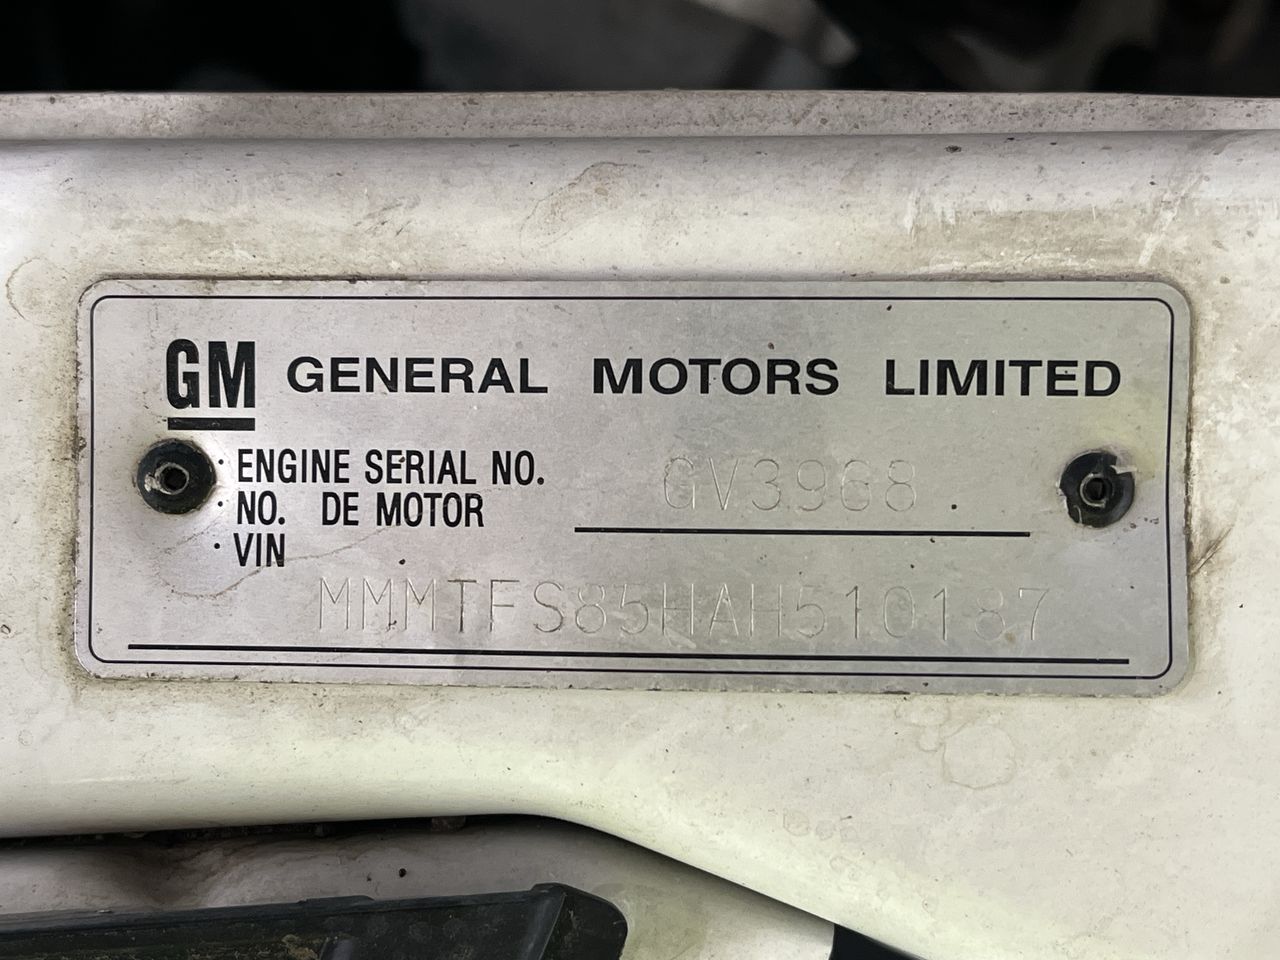 GM GENERAL MOTORS LIMITED
· ENGINE SERIAL NO. GV3968
· NO. DE MOTOR
· VIN
MMMTFS85HAH510187